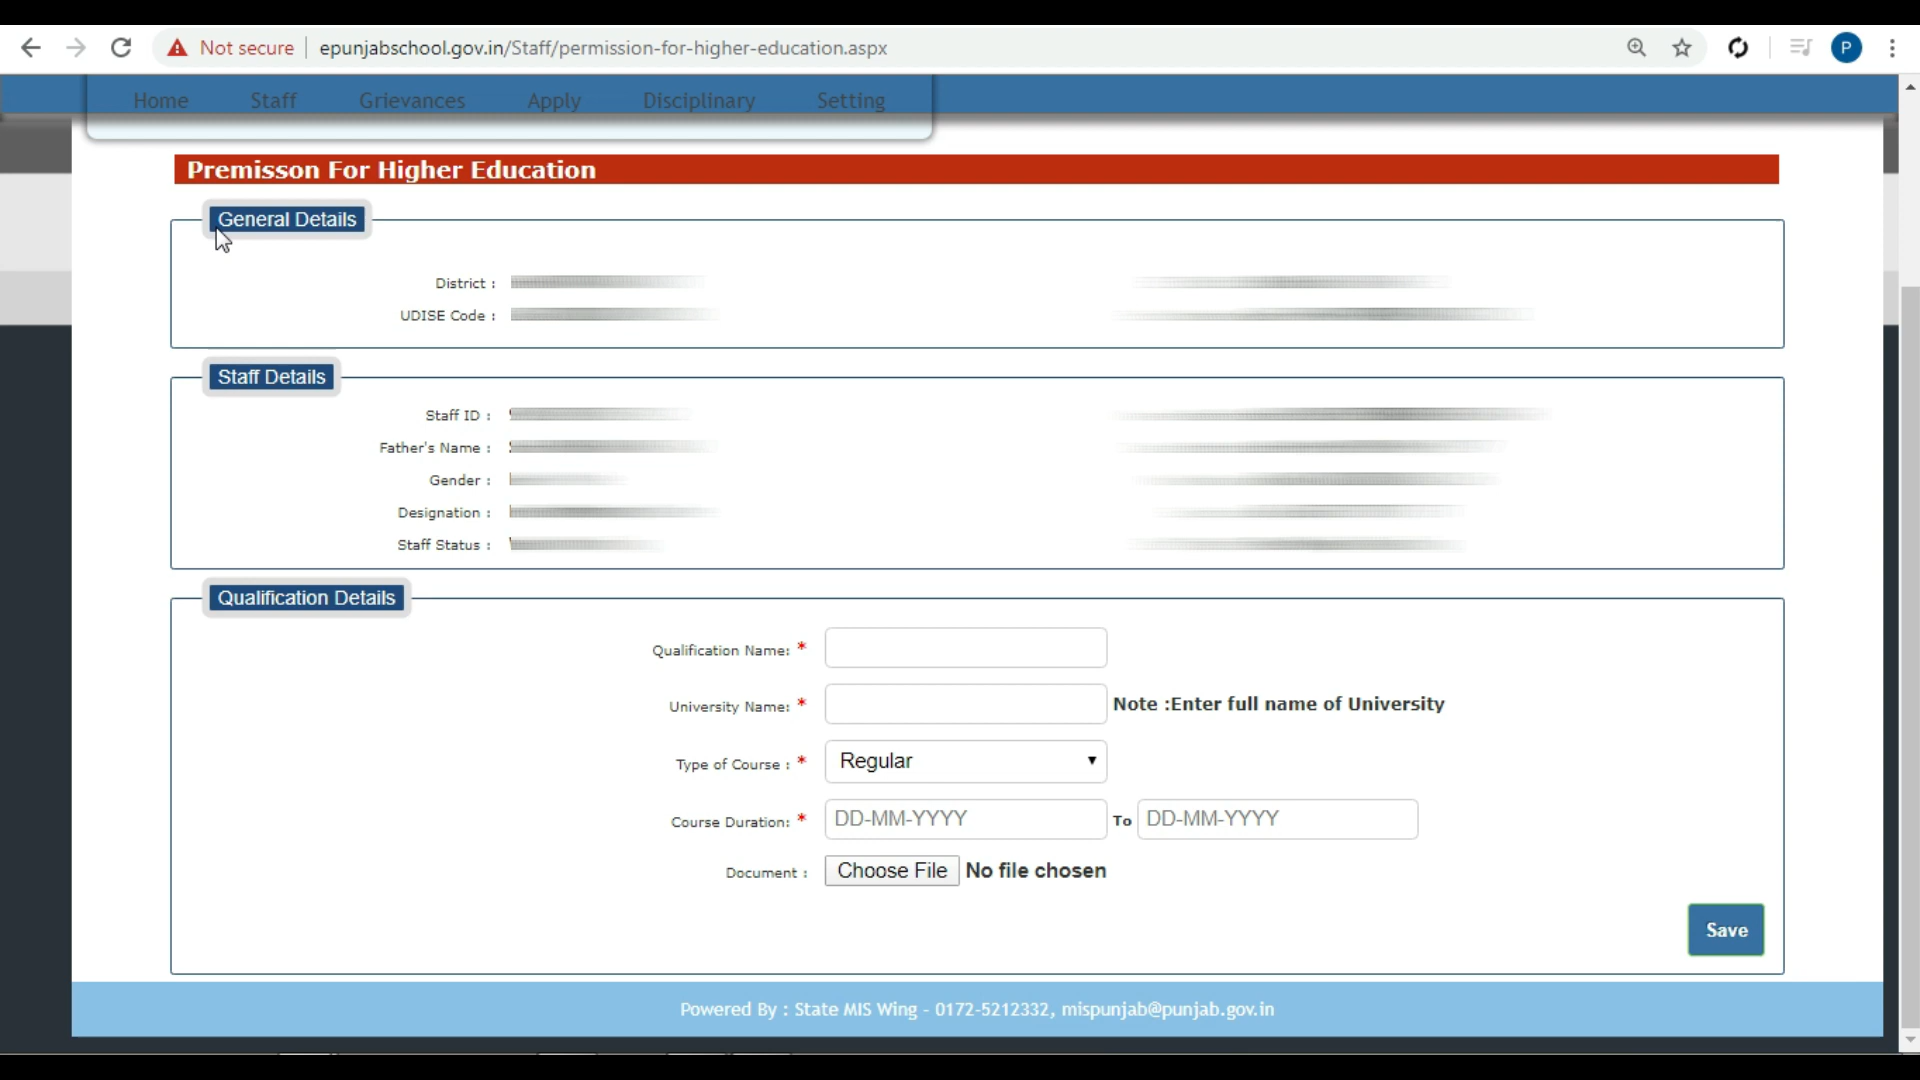 Not secure epunjabschool.gov.in/Staff/permission-for-higher-education.aspx P
Home Staff Grievances Apply Disciplinary Setting
Premisson For Higher Education
General Details
District :
UDISE Code :
Staff Details
Staff ID :
Father's Name :
Gender :
Designation :
Staff Status :
Qualification Details
Qualification Name: *
University Name: * Note :Enter full name of University
Type of Course : * Regular
Course Duration: * DD-MM-YYYY To DD-MM-YYYY
Document : Choose File No file chosen
Save
Powered By : State MIS Wing - 0172-5212332, mispunjab@punjab.gov.in